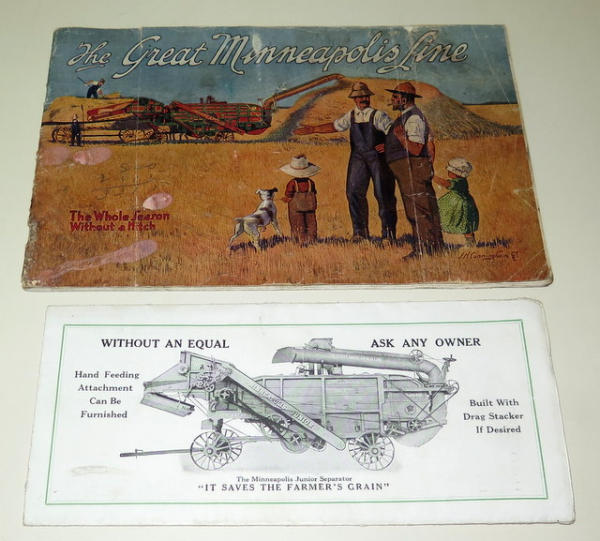 The Great Minneapolis Line
The Whole Season
Without a Hitch
WITHOUT AN EQUAL
ASK ANY OWNER
Hand Feeding
Attachment
Can Be
Furnished
Built With
Drag Stacker
If Desired
The Minneapolis Junior Separator
"IT SAVES THE FARMER'S GRAIN"